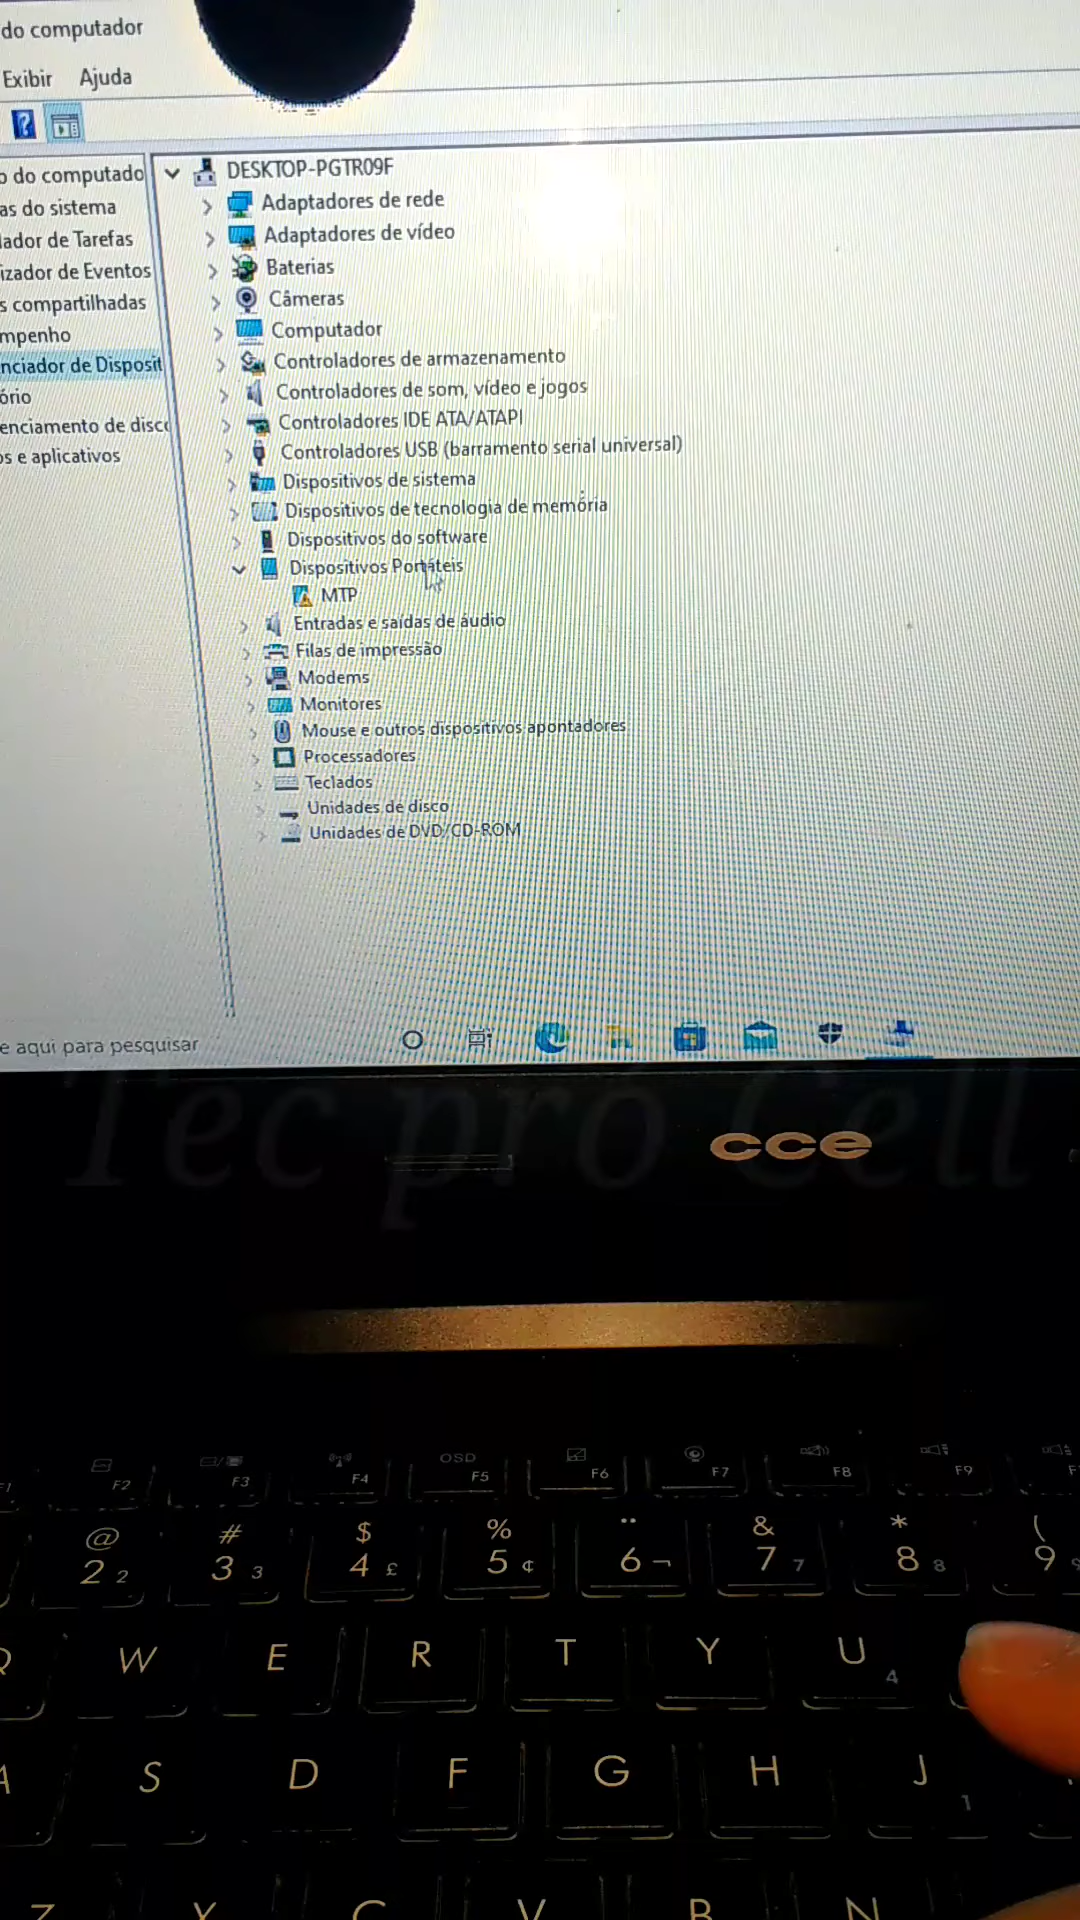 do computador
Exibir Ajuda
o do computado
as do sistema
lador de Tarefas
izador de Eventos
s compartilhadas
mpenho
nciador de Disposit
ório
enciamento de disco
os e aplicativos
DESKTOP-PGTR09F
Adaptadores de rede
Adaptadores de vídeo
Baterias
Câmeras
Computador
Controladores de armazenamento
Controladores de som, vídeo e jogos
Controladores IDE ATA/ATAPI
Controladores USB (barramento serial universal)
Dispositivos de sistema
Dispositivos de tecnologia de memória
Dispositivos do software
Dispositivos Portáteis
MTP
Entradas e saídas de áudio
Filas de impressão
Modems
Monitores
Mouse e outros dispositivos apontadores
Processadores
Teclados
Unidades de disco
Unidades de DVD/CD-ROM
e aqui para pesquisar
Tec pro Cell
cce
OSD
F2 F3 F4 F5 F6 F7 F8 F9
@ # $ % ¨ & * (
2 2 3 3 4 £ 5 ¢ 6 ¬ 7 7 8 8 9
W E R T Y U 4
A S D F G H J 1
Z X C V B N